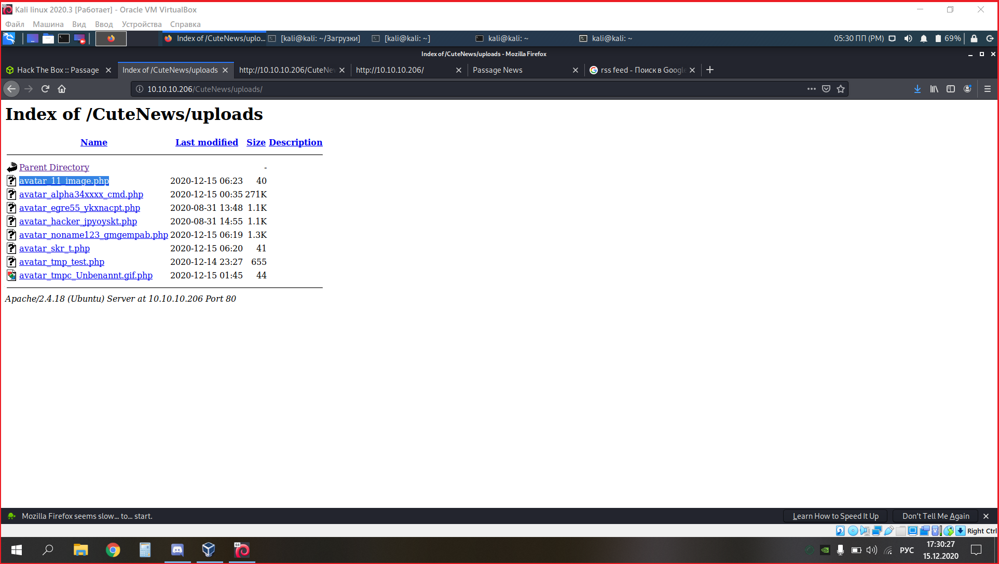 Kali linux 2020.3 [Работает] - Oracle VM VirtualBox
Файл Машина Вид Ввод Устройства Справка
Index of /CuteNews/uplo... [kali@kali: ~/Загрузки] [kali@kali: ~] kali@kali: ~ kali@kali: ~ 05:30 ПП (PM) 69%
Index of /CuteNews/uploads - Mozilla Firefox
Hack The Box :: Passage Index of /CuteNews/uploads http://10.10.10.206/CuteNe http://10.10.10.206/ Passage News rss feed - Поиск в Google
10.10.10.206/CuteNews/uploads/
Index of /CuteNews/uploads
Name Last modified Size Description
Parent Directory -
avatar_11_image.php 2020-12-15 06:23 40
avatar_alpha34xxxx_cmd.php 2020-12-15 00:35 271K
avatar_egre55_ykxnacpt.php 2020-08-31 13:48 1.1K
avatar_hacker_jpyoyskt.php 2020-08-31 14:55 1.1K
avatar_noname123_gmgempab.php 2020-12-15 06:19 1.3K
avatar_skr_t.php 2020-12-15 06:20 41
avatar_tmp_test.php 2020-12-14 23:27 655
avatar_tmpc_Unbenannt.gif.php 2020-12-15 01:45 44
Apache/2.4.18 (Ubuntu) Server at 10.10.10.206 Port 80
Mozilla Firefox seems slow... to... start. Learn How to Speed It Up Don't Tell Me Again
Right Ctrl
РУС 17:30:27
15.12.2020